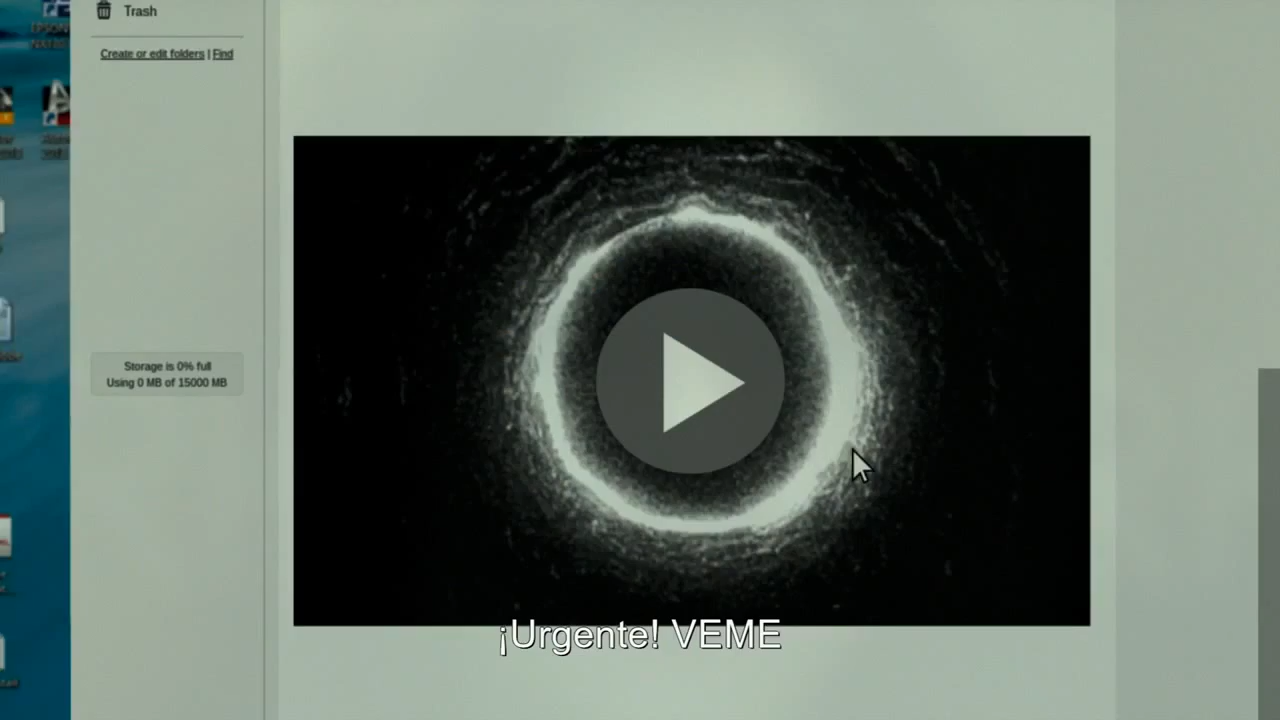 Trash
Create or edit folders | Find
Storage is 0% full
Using 0 MB of 15000 MB
¡Urgente! VEME